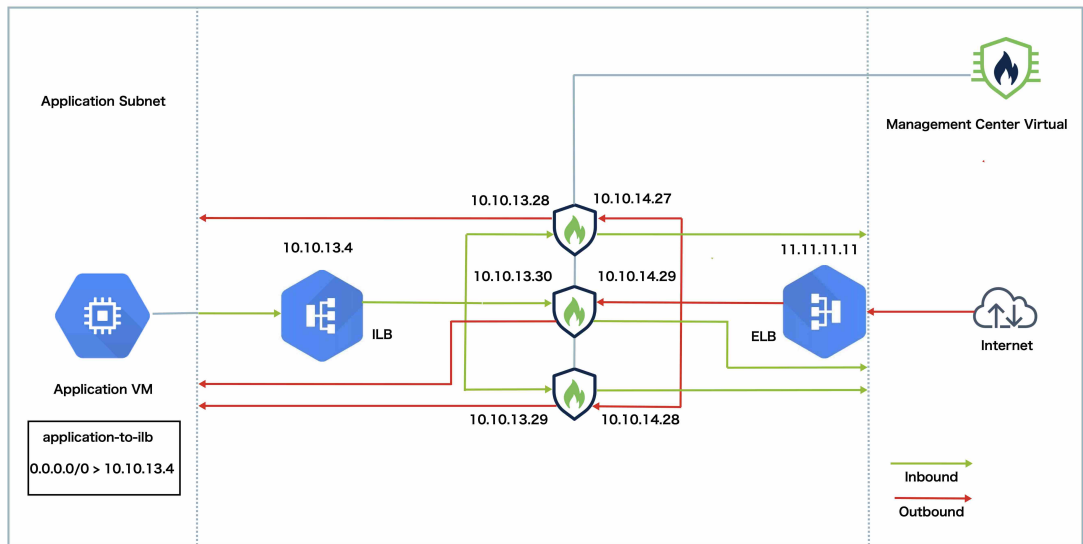 Application Subnet
Management Center Virtual
10.10.13.28
10.10.14.27
10.10.13.4
11.11.11.11
10.10.13.30
10.10.14.29
ILB
ELB
Internet
Application VM
10.10.13.29
10.10.14.28
application-to-ilb
0.0.0.0/0 > 10.10.13.4
Inbound
Outbound